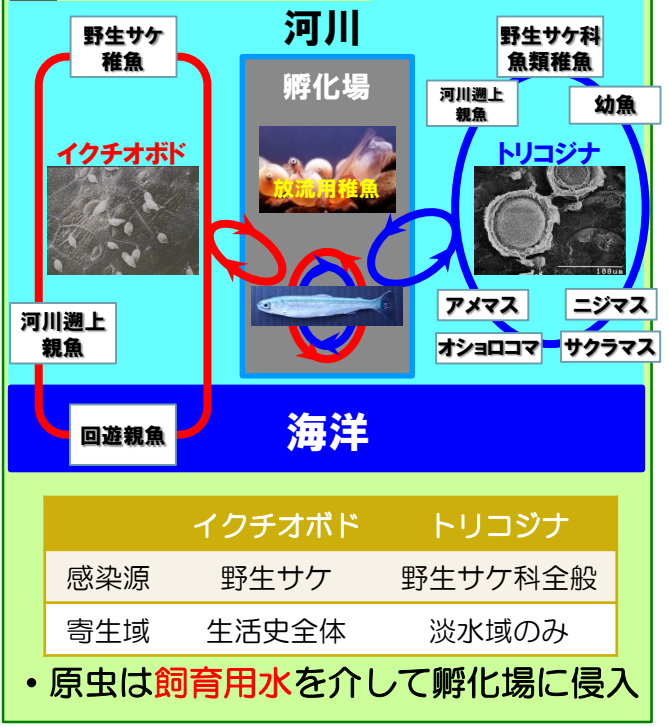 河川
野生サケ
稚魚
孵化場
野生サケ科
魚類稚魚
河川遡上
親魚
幼魚
イクチオボド
放流用稚魚
トリコジナ
100um
アメマス
ニジマス
オショロコマ
サクラマス
河川遡上
親魚
回遊親魚
海洋
イクチオボド トリコジナ
感染源 野生サケ 野生サケ科全般
寄生域 生活史全体 淡水域のみ
・原虫は飼育用水を介して孵化場に侵入